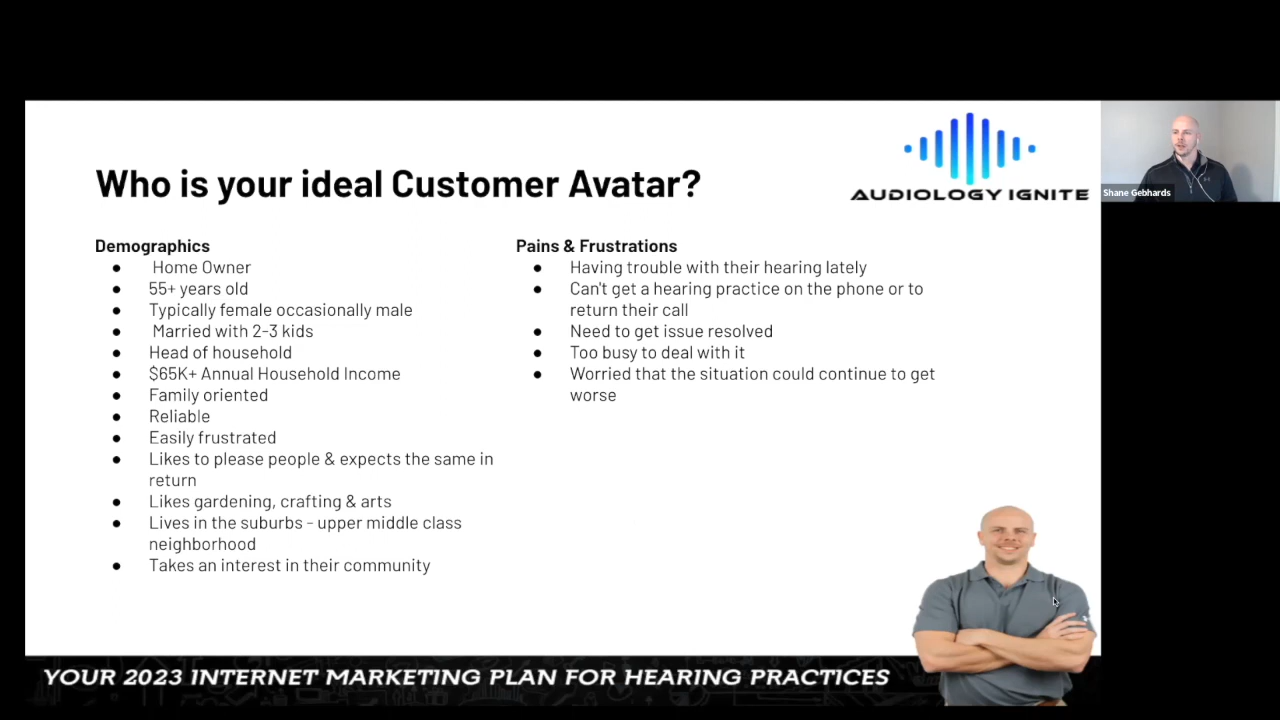 Who is your ideal Customer Avatar?
AUDIOLOGY IGNITE
Shane Gebhards
Demographics
Home Owner
55+ years old
Typically female occasionally male
Married with 2-3 kids
Head of household
$65K+ Annual Household Income
Family oriented
Reliable
Easily frustrated
Likes to please people & expects the same in
return
Likes gardening, crafting & arts
Lives in the suburbs - upper middle class
neighborhood
Takes an interest in their community
Pains & Frustrations
Having trouble with their hearing lately
Can't get a hearing practice on the phone or to
return their call
Need to get issue resolved
Too busy to deal with it
Worried that the situation could continue to get
worse
YOUR 2023 INTERNET MARKETING PLAN FOR HEARING PRACTICES